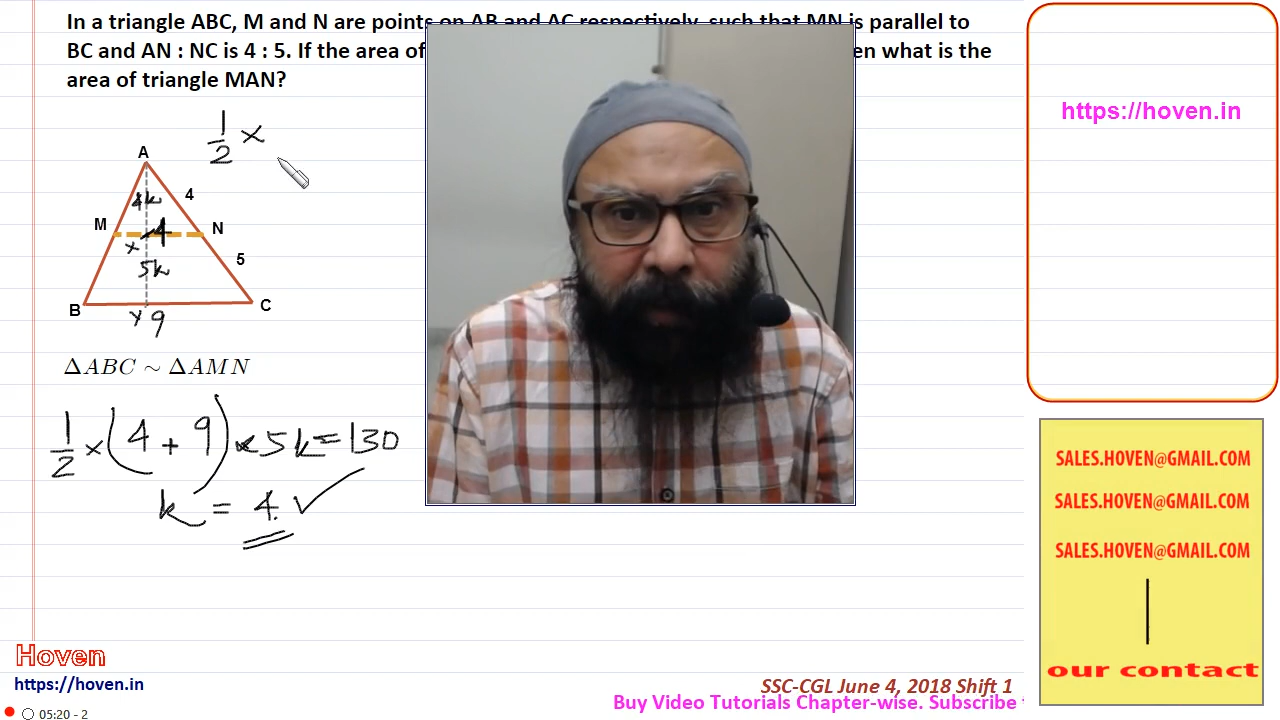 In a triangle ABC, M and N are points on AB and AC respectively, such that MN is parallel to
BC and AN : NC is 4 : 5. If the area of en what is the
area of triangle MAN?
1/2 ×
A
4k
4
M
4
N
×
5k
5
B
× 9
C
ΔABC ∼ ΔAMN
1/2 × (4 + 9) × 5k = 130
k = 4. ✓
https://hoven.in
SALES.HOVEN@GMAIL.COM
SALES.HOVEN@GMAIL.COM
SALES.HOVEN@GMAIL.COM
our contact
Hoven
https://hoven.in
SSC-CGL June 4, 2018 Shift 1
Buy Video Tutorials Chapter-wise. Subscribe
05:20 - 2